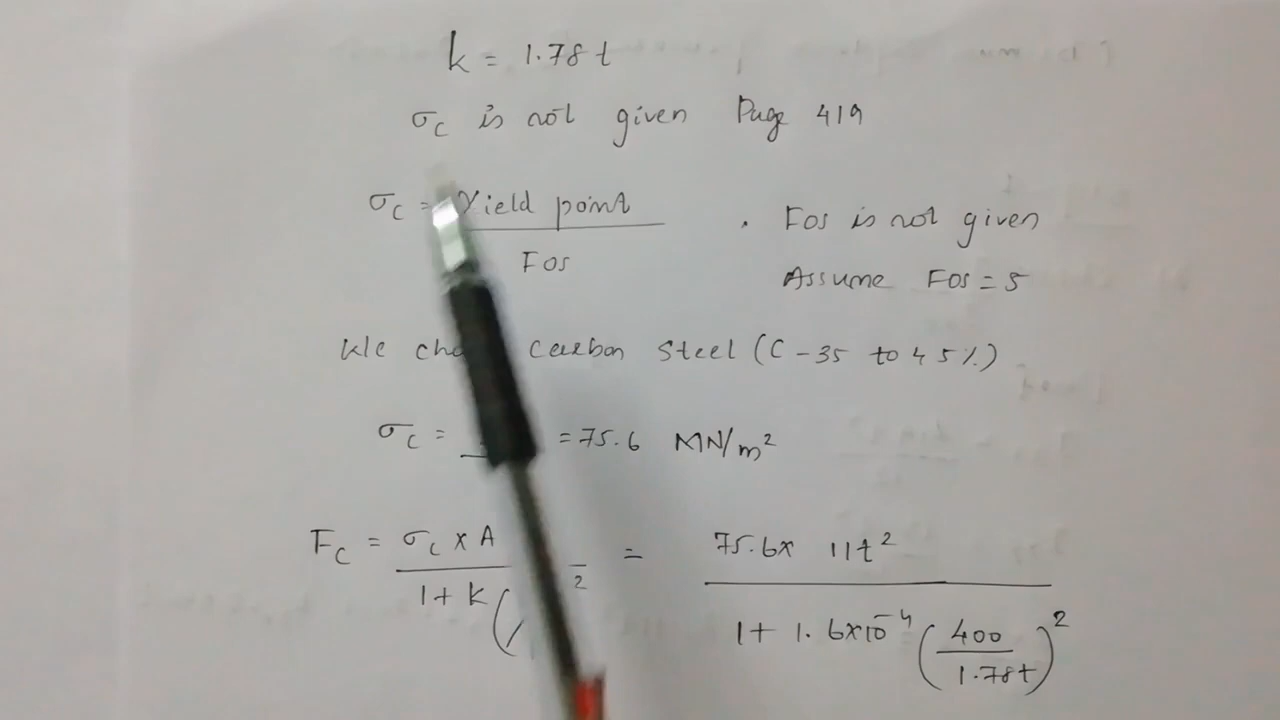 k = 1.78 t
σc is not given Page 419
σc = Yield point / Fos . Fos is not given
Assume Fos = 5
Carbon Steel (C - 35 to 45 %)
σc = = 75.6 MN/m²
Fc = σc x A / 1 + K ( 2 = 75.6x 11t² / 1 + 1.6x10⁻⁴ (400 / 1.78t)²